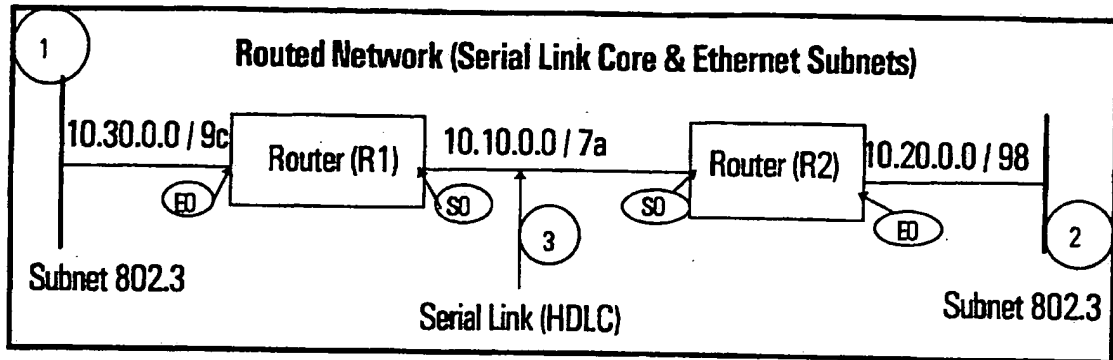 1
Routed Network (Serial Link Core & Ethernet Subnets)
10.30.0.0 / 9c
Router (R1)
10.10.0.0 / 7a
Router (R2)
10.20.0.0 / 98
E0
S0
3
S0
E0
2
Subnet 802.3
Serial Link (HDLC)
Subnet 802.3